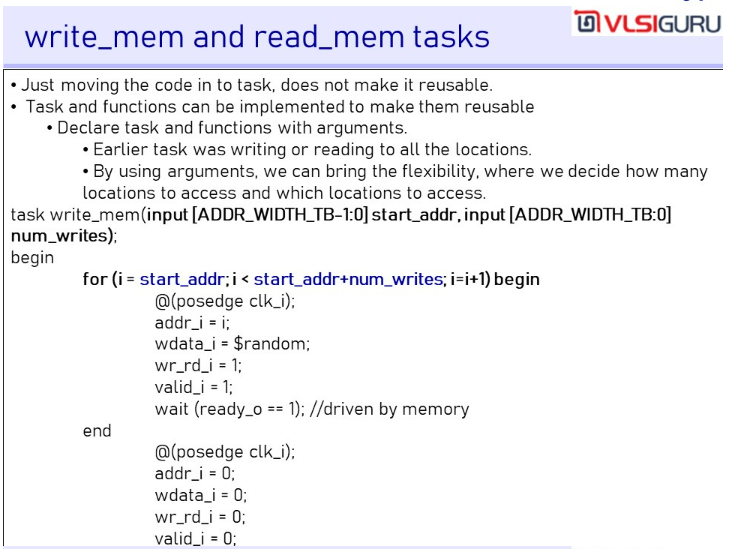 write_mem and read_mem tasks
VLSIGURU
• Just moving the code in to task, does not make it reusable.
• Task and functions can be implemented to make them reusable
• Declare task and functions with arguments.
• Earlier task was writing or reading to all the locations.
• By using arguments, we can bring the flexibility, where we decide how many
locations to access and which locations to access.
task write_mem(input [ADDR_WIDTH_TB-1:0] start_addr, input [ADDR_WIDTH_TB:0]
num_writes);
begin
for (i = start_addr; i < start_addr+num_writes; i=i+1) begin
@(posedge clk_i);
addr_i = i;
wdata_i = $random;
wr_rd_i = 1;
valid_i = 1;
wait (ready_o == 1); //driven by memory
end
@(posedge clk_i);
addr_i = 0;
wdata_i = 0;
wr_rd_i = 0;
valid_i = 0;